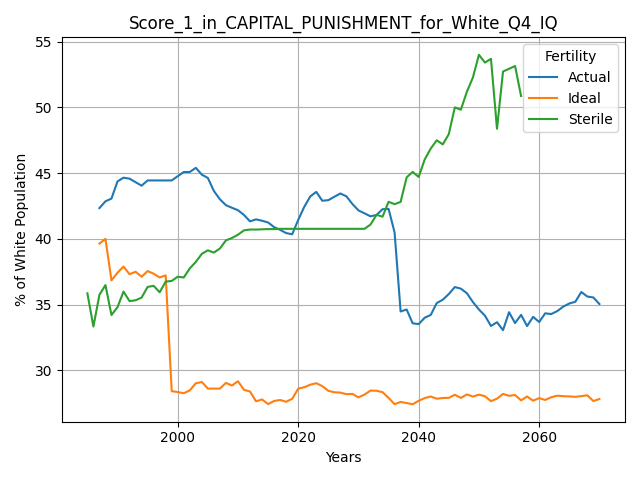 Score_1_in_CAPITAL_PUNISHMENT_for_White_Q4_IQ
Fertility
Actual
Ideal
Sterile
% of White Population
55
50
45
40
35
30
2000
2020
2040
2060
Years